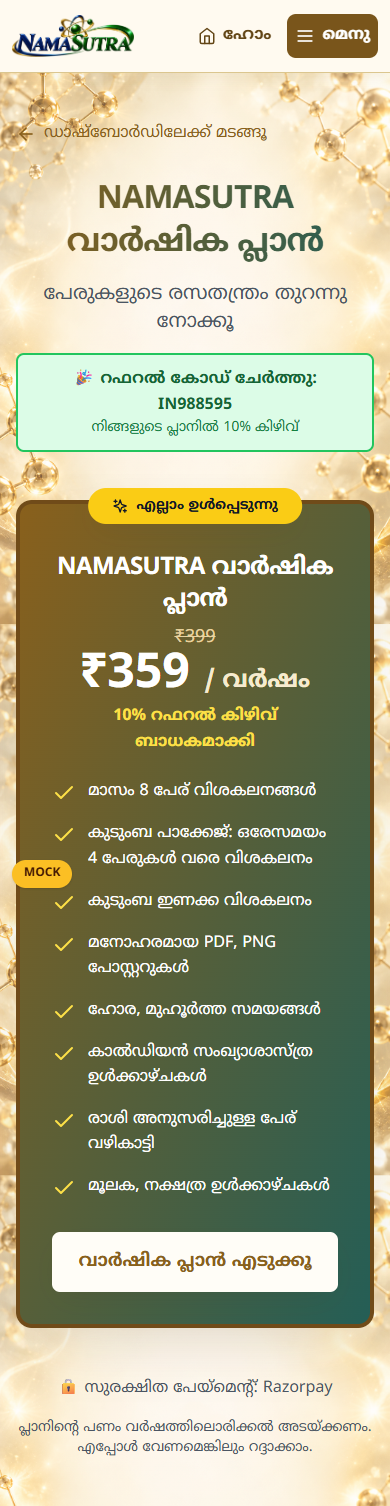 NAMASUTRA
ഹോം
മെനു
ഡാഷ്ബോർഡിലേക്ക് മടങ്ങൂ
NAMASUTRA
വാർഷിക പ്ലാൻ
പേരുകളുടെ രസതന്ത്രം തുറന്നു
നോക്കൂ
🎉 റഫറൽ കോഡ് ചേർത്തു:
IN988595
നിങ്ങളുടെ പ്ലാനിൽ 10% കിഴിവ്
എല്ലാം ഉൾപ്പെടുന്നു
NAMASUTRA വാർഷിക
പ്ലാൻ
₹399
₹359 / വർഷം
10% റഫറൽ കിഴിവ്
ബാധകമാക്കി
മാസം 8 പേര് വിശകലനങ്ങൾ
കുടുംബ പാക്കേജ്: ഒരേസമയം
4 പേരുകൾ വരെ വിശകലനം
MOCK
കുടുംബ ഇണക്ക വിശകലനം
മനോഹരമായ PDF, PNG
പോസ്റ്ററുകൾ
ഹോര, മുഹൂർത്ത സമയങ്ങൾ
കാൽഡിയൻ സംഖ്യാശാസ്ത്ര
ഉൾക്കാഴ്ചകൾ
രാശി അനുസരിച്ചുള്ള പേര്
വഴികാട്ടി
മൂലക, നക്ഷത്ര ഉൾക്കാഴ്ചകൾ
വാർഷിക പ്ലാൻ എടുക്കൂ
🔒 സുരക്ഷിത പേയ്മെന്റ്: Razorpay
പ്ലാനിന്റെ പണം വർഷത്തിലൊരിക്കൽ അടയ്ക്കണം.
എപ്പോൾ വേണമെങ്കിലും റദ്ദാക്കാം.